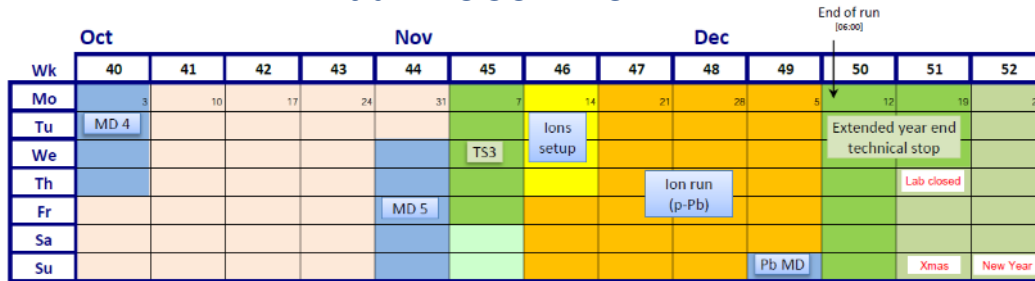 End of run
[06:00]
Oct Nov Dec
Wk 40 41 42 43 44 45 46 47 48 49 50 51 52
Mo 3 10 17 24 31 7 14 21 28 5 12 19
Tu MD 4 Ions Extended year end
We TS3 setup technical stop
Th Ion run Lab closed
Fr MD 5 (p-Pb)
Sa
Su Pb MD Xmas New Year